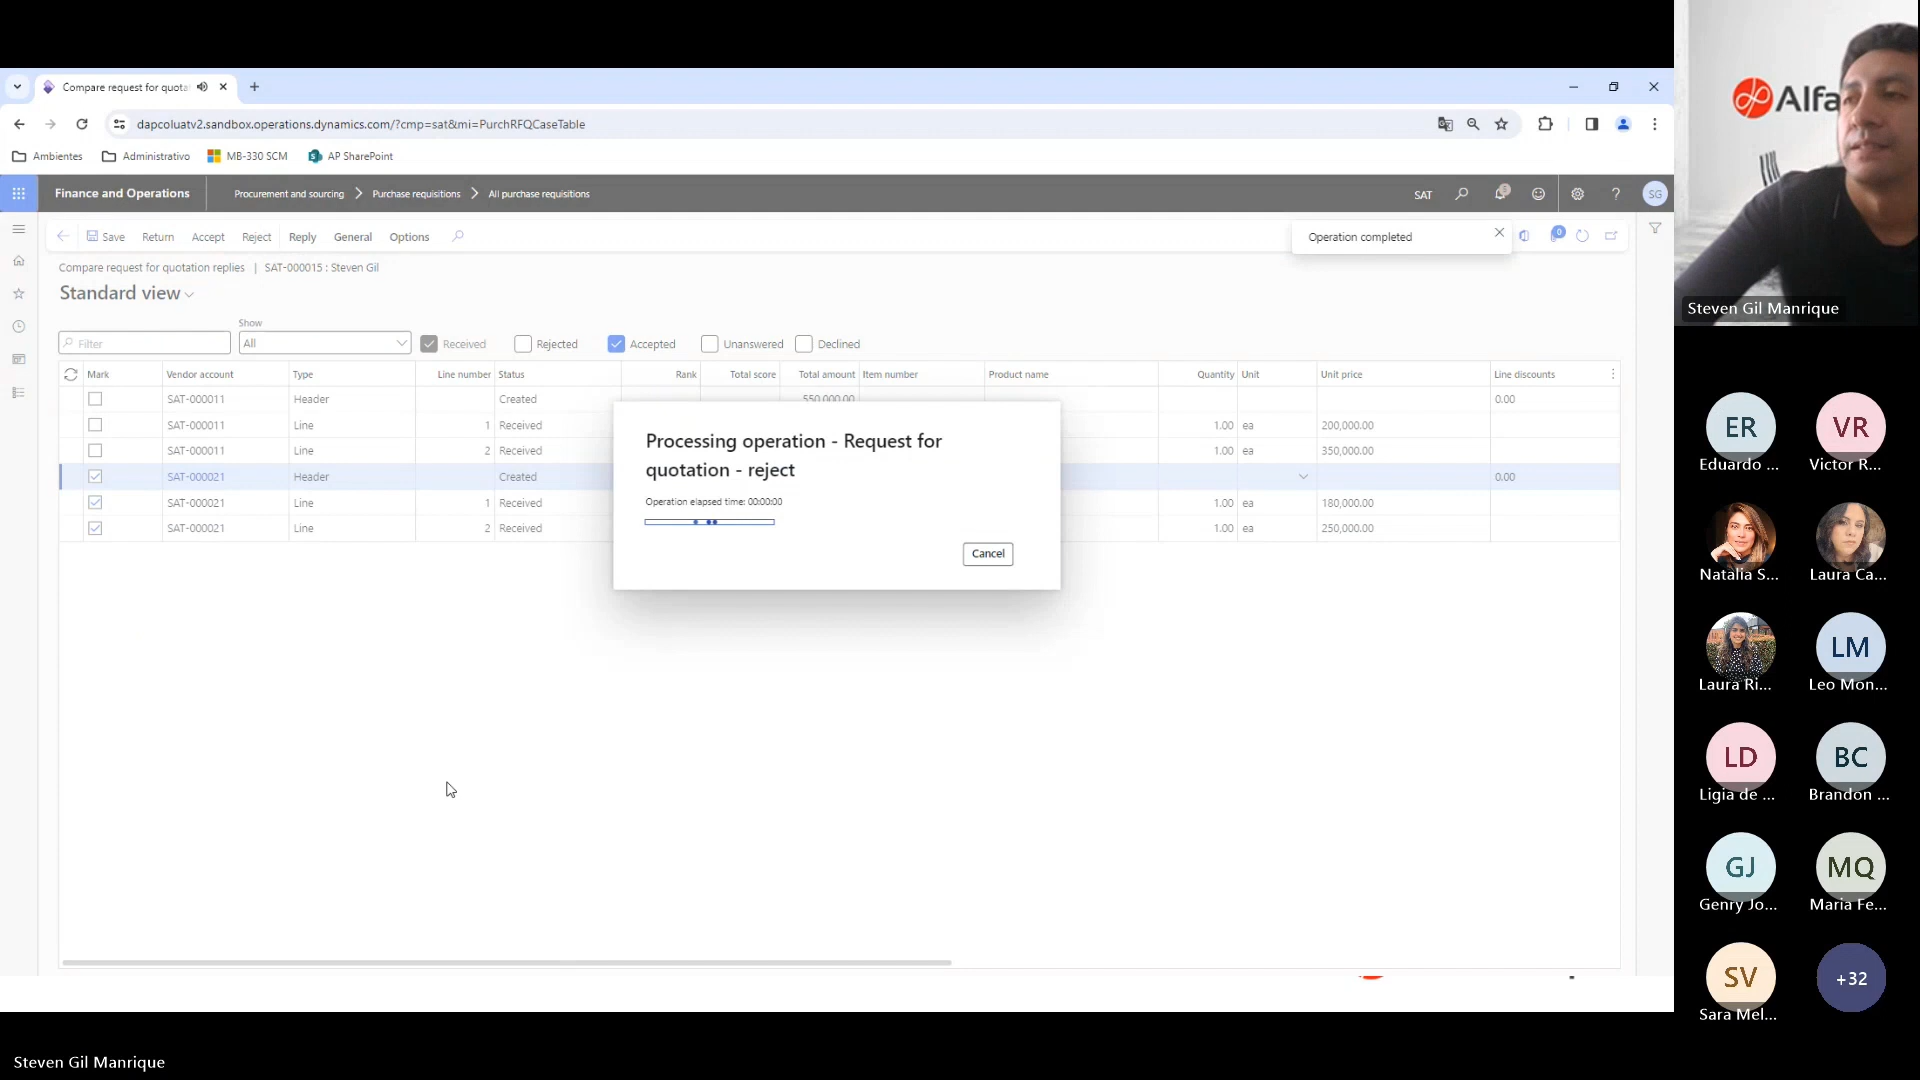 Compare request for quota
dapcoluatv2.sandbox.operations.dynamics.com/?cmp=sat&mi=PurchRFQCaseTable
Ambientes Administrativo MB-330 SCM AP SharePoint
Finance and Operations Procurement and sourcing Purchase requisitions All purchase requisitions SAT ? SG
Save Return Accept Reject Reply General Options Operation completed 0
Compare request for quotation replies | SAT-000015 : Steven Gil
Standard view
Show
Filter All Received Rejected Accepted Unanswered Declined
Mark Vendor account Type Line number Status Rank Total score Total amount Item number Product name Quantity Unit Unit price Line discounts
SAT-000011 Header Created 550,000.00 0.00
SAT-000011 Line 1 Received 1.00 ea 200,000.00
SAT-000011 Line 2 Received 1.00 ea 350,000.00
SAT-000021 Header Created 0.00
SAT-000021 Line 1 Received 1.00 ea 180,000.00
SAT-000021 Line 2 Received 1.00 ea 250,000.00
Processing operation - Request for
quotation - reject
Operation elapsed time: 00:00:00
Cancel
Alfa
Steven Gil Manrique
ER VR
Eduardo ... Victor R...
Natalia S... Laura Ca...
LM
Laura Ri... Leo Mon...
LD BC
Ligia de ... Brandon ...
GJ MQ
Genry Jo... Maria Fe...
SV +32
Sara Mel...
Steven Gil Manrique